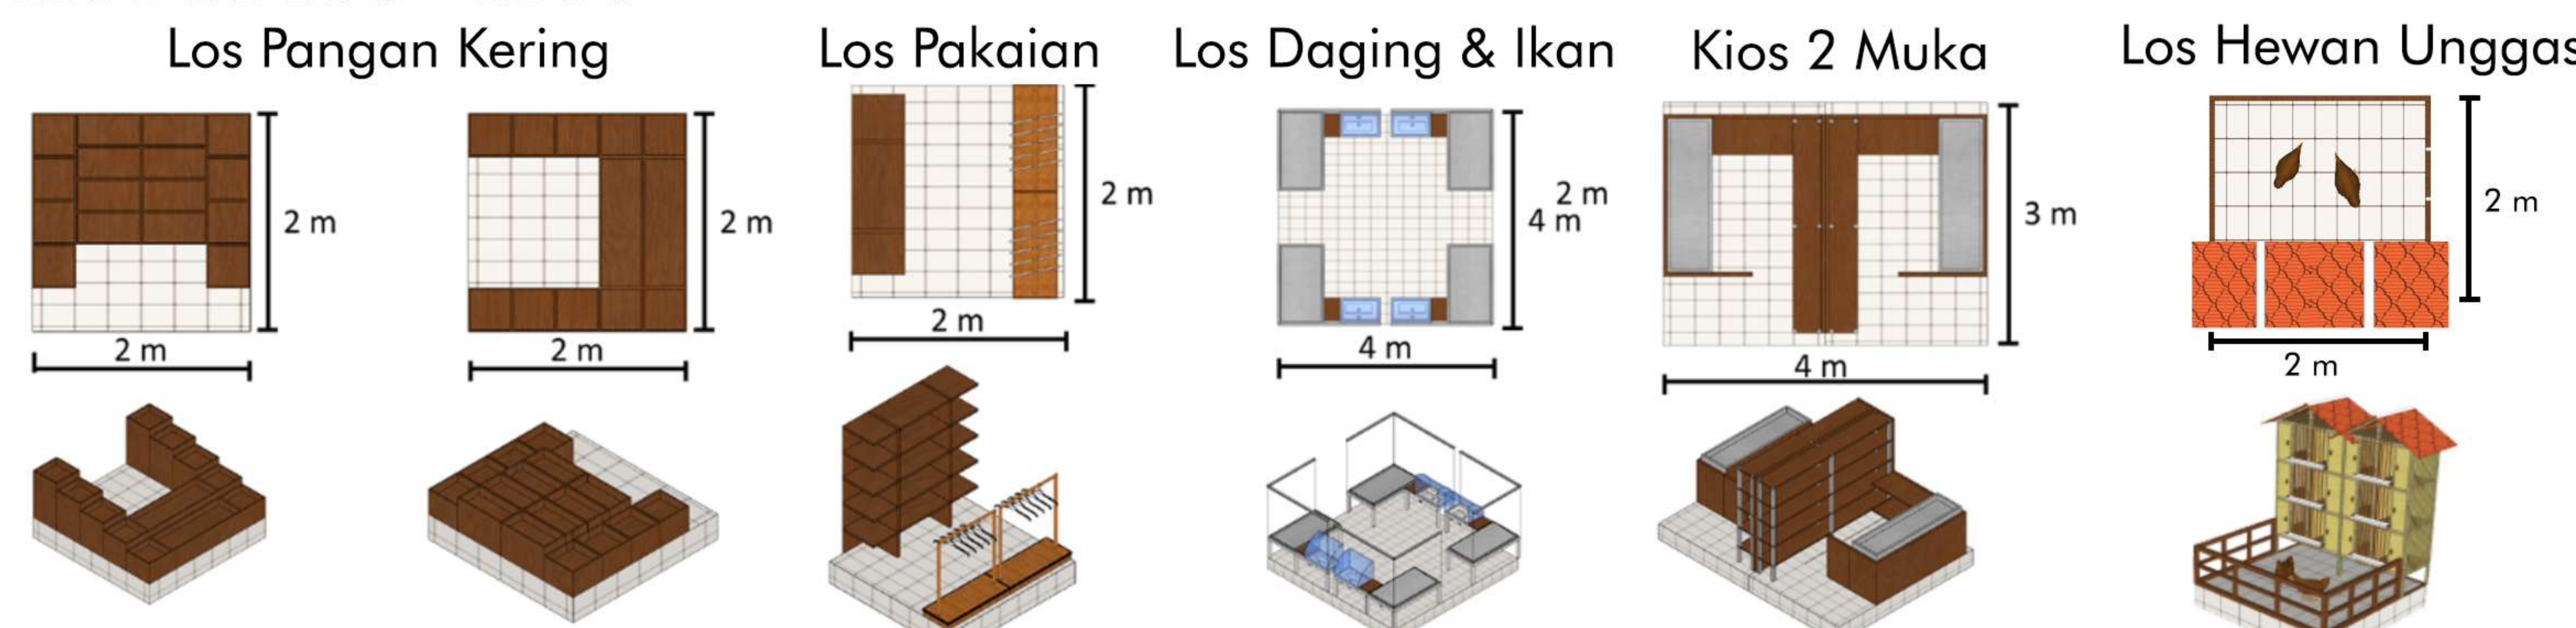 Los Pangan Kering
Los Pakaian
Los Daging & Ikan
Kios 2 Muka
Los Hewan Unggas
2 m
2 m
2 m
2 m
2 m
2 m
2 m
4 m
4 m
3 m
4 m
2 m
2 m